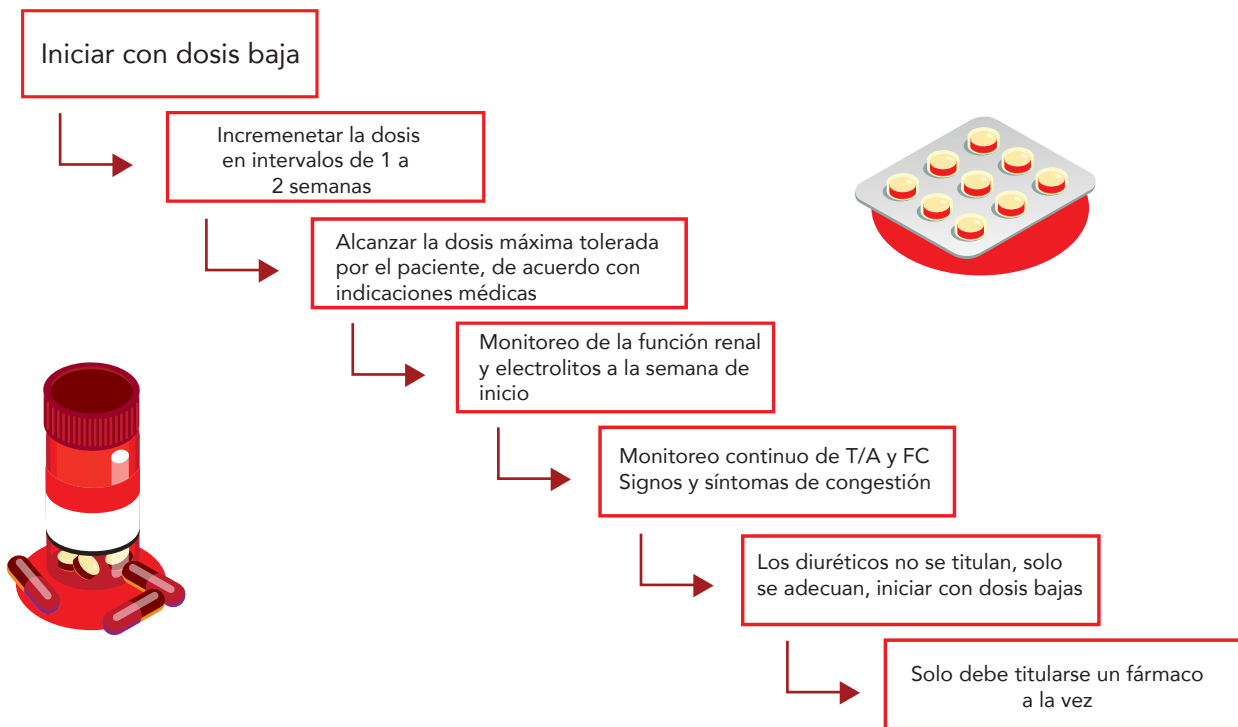 Iniciar con dosis baja
Incremenetar la dosis
en intervalos de 1 a
2 semanas
Alcanzar la dosis máxima tolerada
por el paciente, de acuerdo con
indicaciones médicas
Monitoreo de la función renal
y electrolitos a la semana de
inicio
Monitoreo continuo de T/A y FC
Signos y síntomas de congestión
Los diuréticos no se titulan, solo
se adecuan, iniciar con dosis bajas
Solo debe titularse un fármaco
a la vez